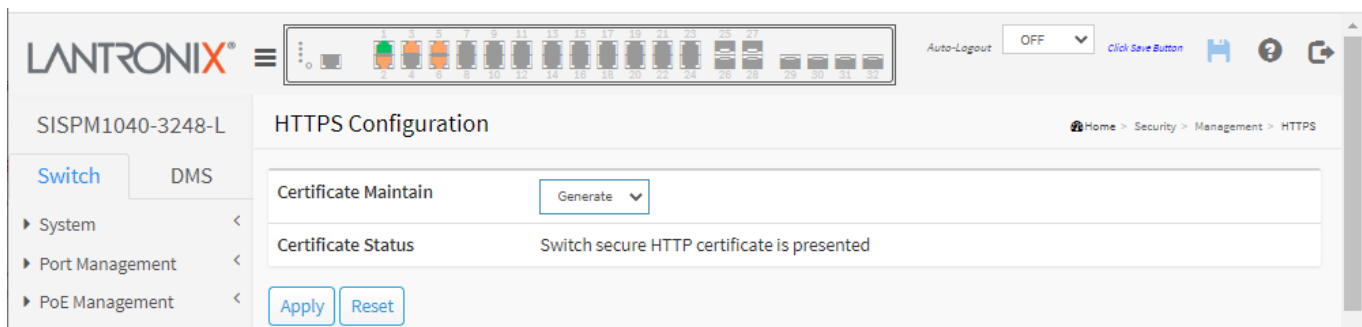 1 3 5 7 9 11 13 15 17 19 21 23 25 27
LANTRONIX®
Auto-Logout OFF Click Save Button
2 4 6 8 10 12 14 16 18 20 22 24 26 28 29 30 31 32
SISPM1040-3248-L
HTTPS Configuration
Home > Security > Management > HTTPS
Switch DMS
Certificate Maintain Generate
System
Certificate Status Switch secure HTTP certificate is presented
Port Management
PoE Management
Apply Reset